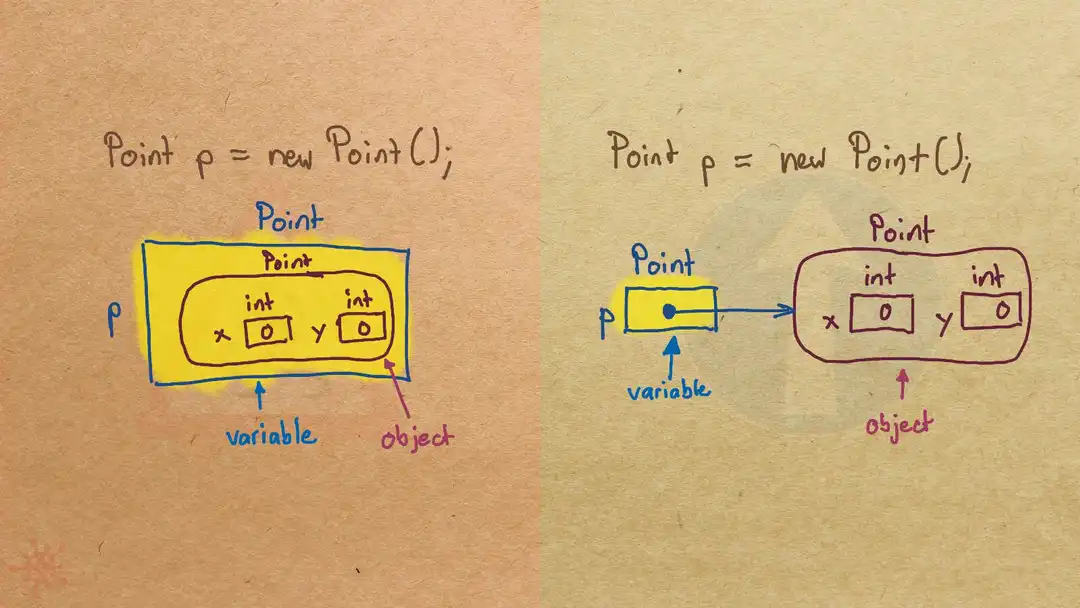 Point p = new Point();
Point
Point
int int
p
x 0 y 0
variable
object
Point p = new Point();
Point
Point
int int
p
x 0 y 0
variable
object